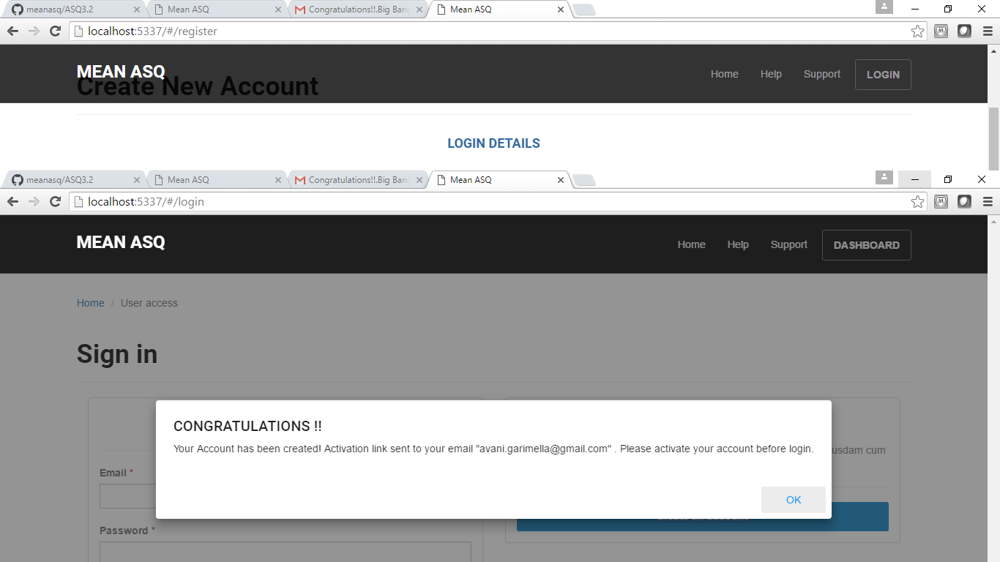 meanasq/ASQ3.2 Mean ASQ Congratulations!!.Big Bang Mean ASQ
localhost:5337/#/register
MEAN ASQ Home Help Support LOGIN
Create New Account
LOGIN DETAILS
meanasq/ASQ3.2 Mean ASQ Congratulations!!.Big Bang Mean ASQ
localhost:5337/#/login
MEAN ASQ Home Help Support DASHBOARD
Home / User access
Sign in
CONGRATULATIONS !!
Your Account has been created! Activation link sent to your email "avani.garimella@gmail.com" . Please activate your account before login.
usdam cum
Email *
OK
Create an account
Password *